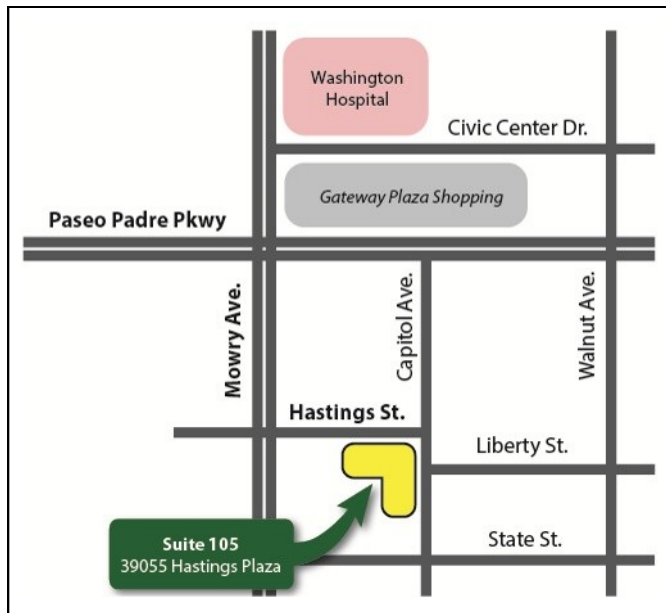 Washington
Hospital
Civic Center Dr.
Gateway Plaza Shopping
Paseo Padre Pkwy
Mowry Ave.
Capitol Ave.
Walnut Ave.
Hastings St.
Liberty St.
Suite 105
39055 Hastings Plaza
State St.